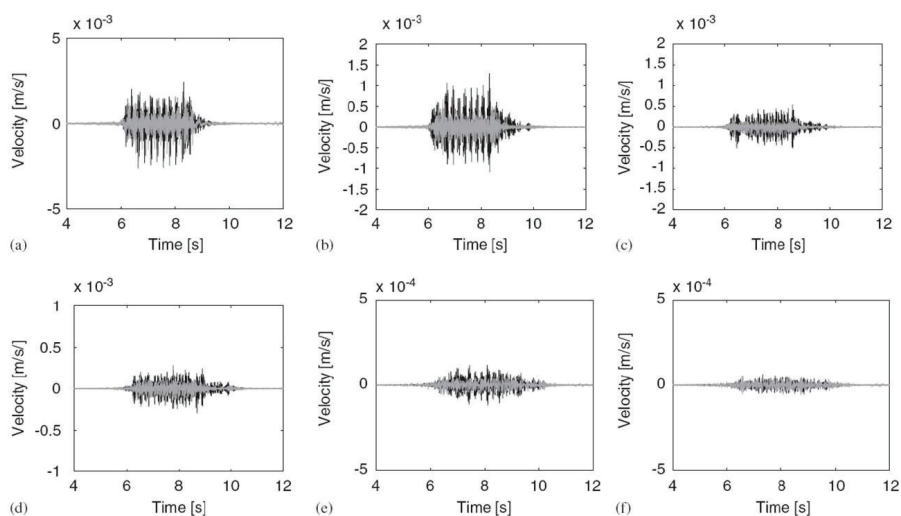 x 10⁻³
5
0
-5
Velocity [m/s/]
4 6 8 10 12
Time [s]
(a)
x 10⁻³
2
1.5
1
0.5
0
-0.5
-1
-1.5
-2
Velocity [m/s/]
4 6 8 10 12
Time [s]
(b)
x 10⁻³
2
1.5
1
0.5
0
-0.5
-1
-1.5
-2
Velocity [m/s/]
4 6 8 10 12
Time [s]
(c)
x 10⁻³
1
0.5
0
-0.5
-1
Velocity [m/s/]
4 6 8 10 12
Time [s]
(d)
x 10⁻⁴
5
0
-5
Velocity [m/s/]
4 6 8 10 12
Time [s]
(e)
x 10⁻⁴
5
0
-5
Velocity [m/s/]
4 6 8 10 12
Time [s]
(f)